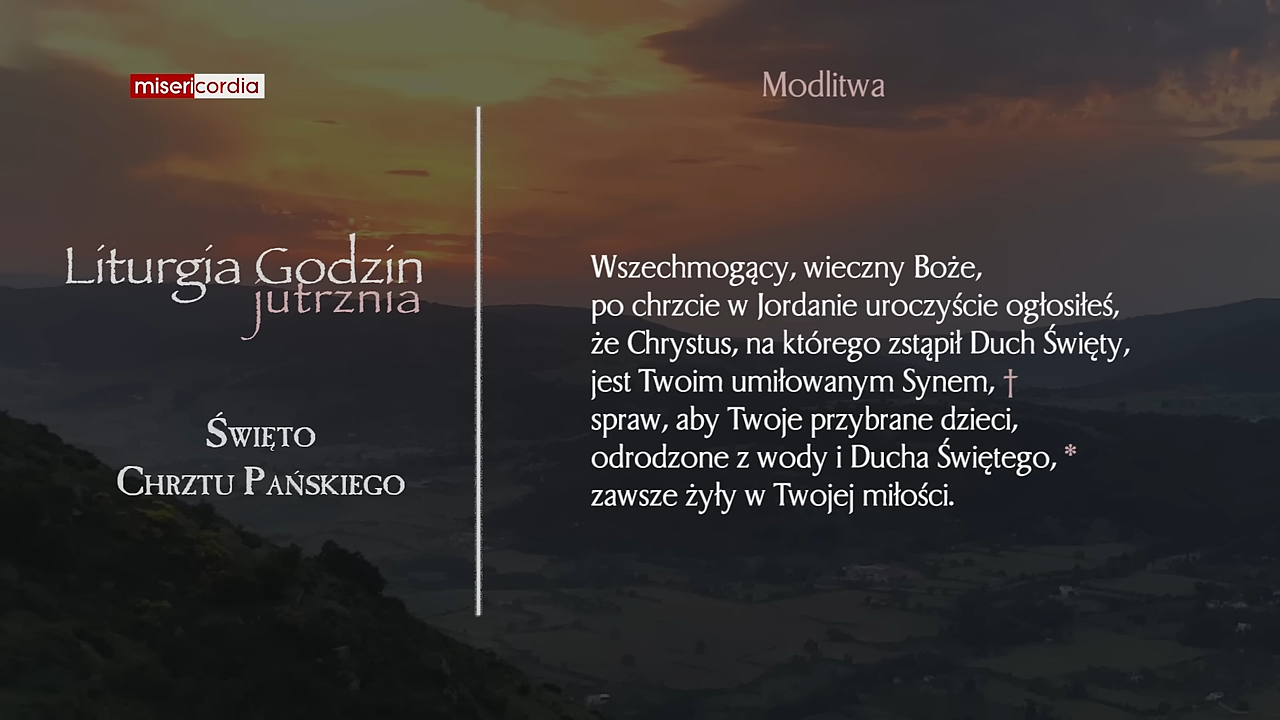 misericordia
Liturgia Godzin
jutrznia
Święto
Chrztu Pańskiego
Modlitwa
Wszechmogący, wieczny Boże,
po chrzcie w Jordanie uroczyście ogłosiłeś,
że Chrystus, na którego zstąpił Duch Święty,
jest Twoim umiłowanym Synem, †
spraw, aby Twoje przybrane dzieci,
odrodzone z wody i Ducha Świętego, *
zawsze żyły w Twojej miłości.